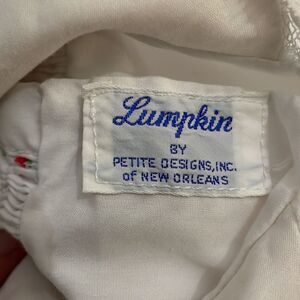 Lumpkin
BY
PETITE DESIGNS, INC.
of NEW ORLEANS